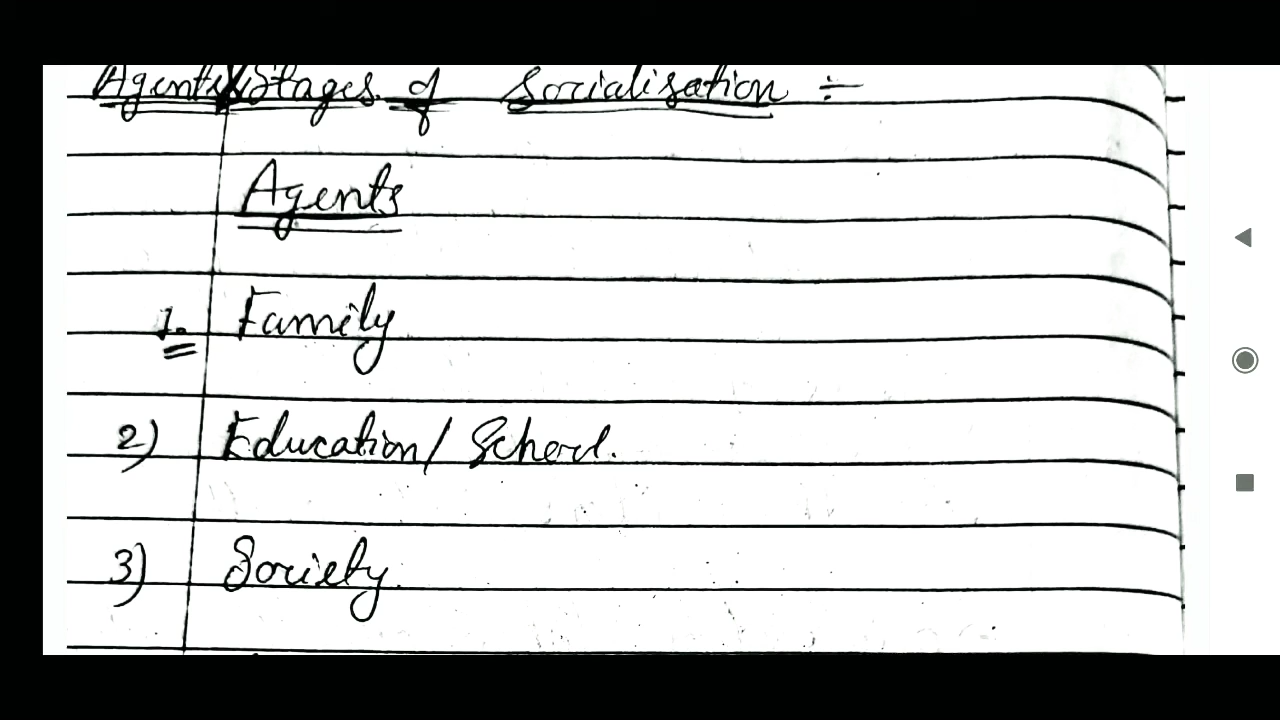 Agents/Stages of Socialisation ÷
Agents
1. Family
2) Education/ School.
3) Society.